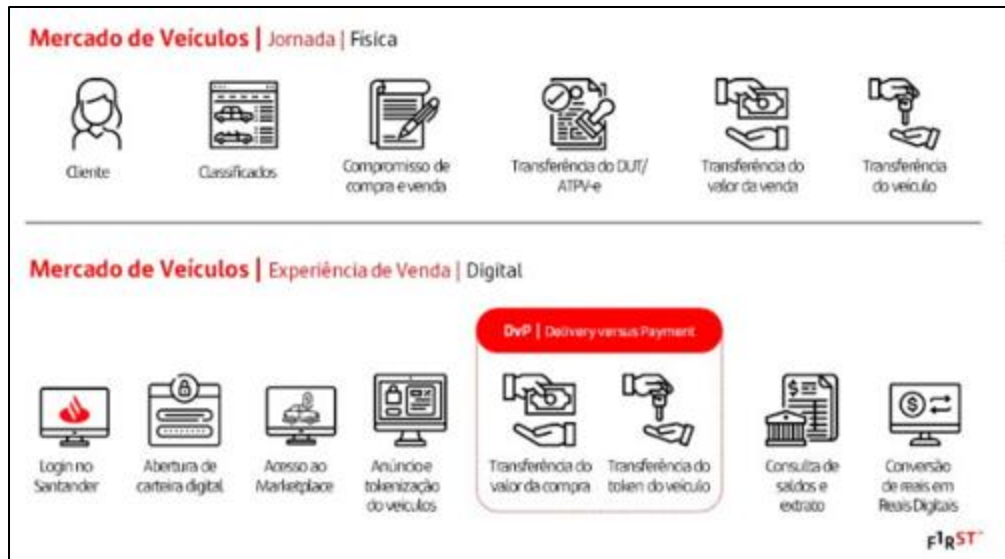 Mercado de Veículos | Jornada | Física
Cliente
Classificados
Compromisso de
compra e venda
Transferência do DUT/
ATPV-e
Transferência do
valor da venda
Transferência
do veículo
Mercado de Veículos | Experiência de Venda | Digital
DvP | Delivery versus Payment
Login no
Santander
Abertura de
carteira digital
Acesso ao
Marketplace
Anúncio e
tokenização
do veículos
Transferência do
valor da compra
Transferência do
token do veículo
Consulta de
saldos e
extrato
Conversão
de reais em
Reais Digitais
F1RST